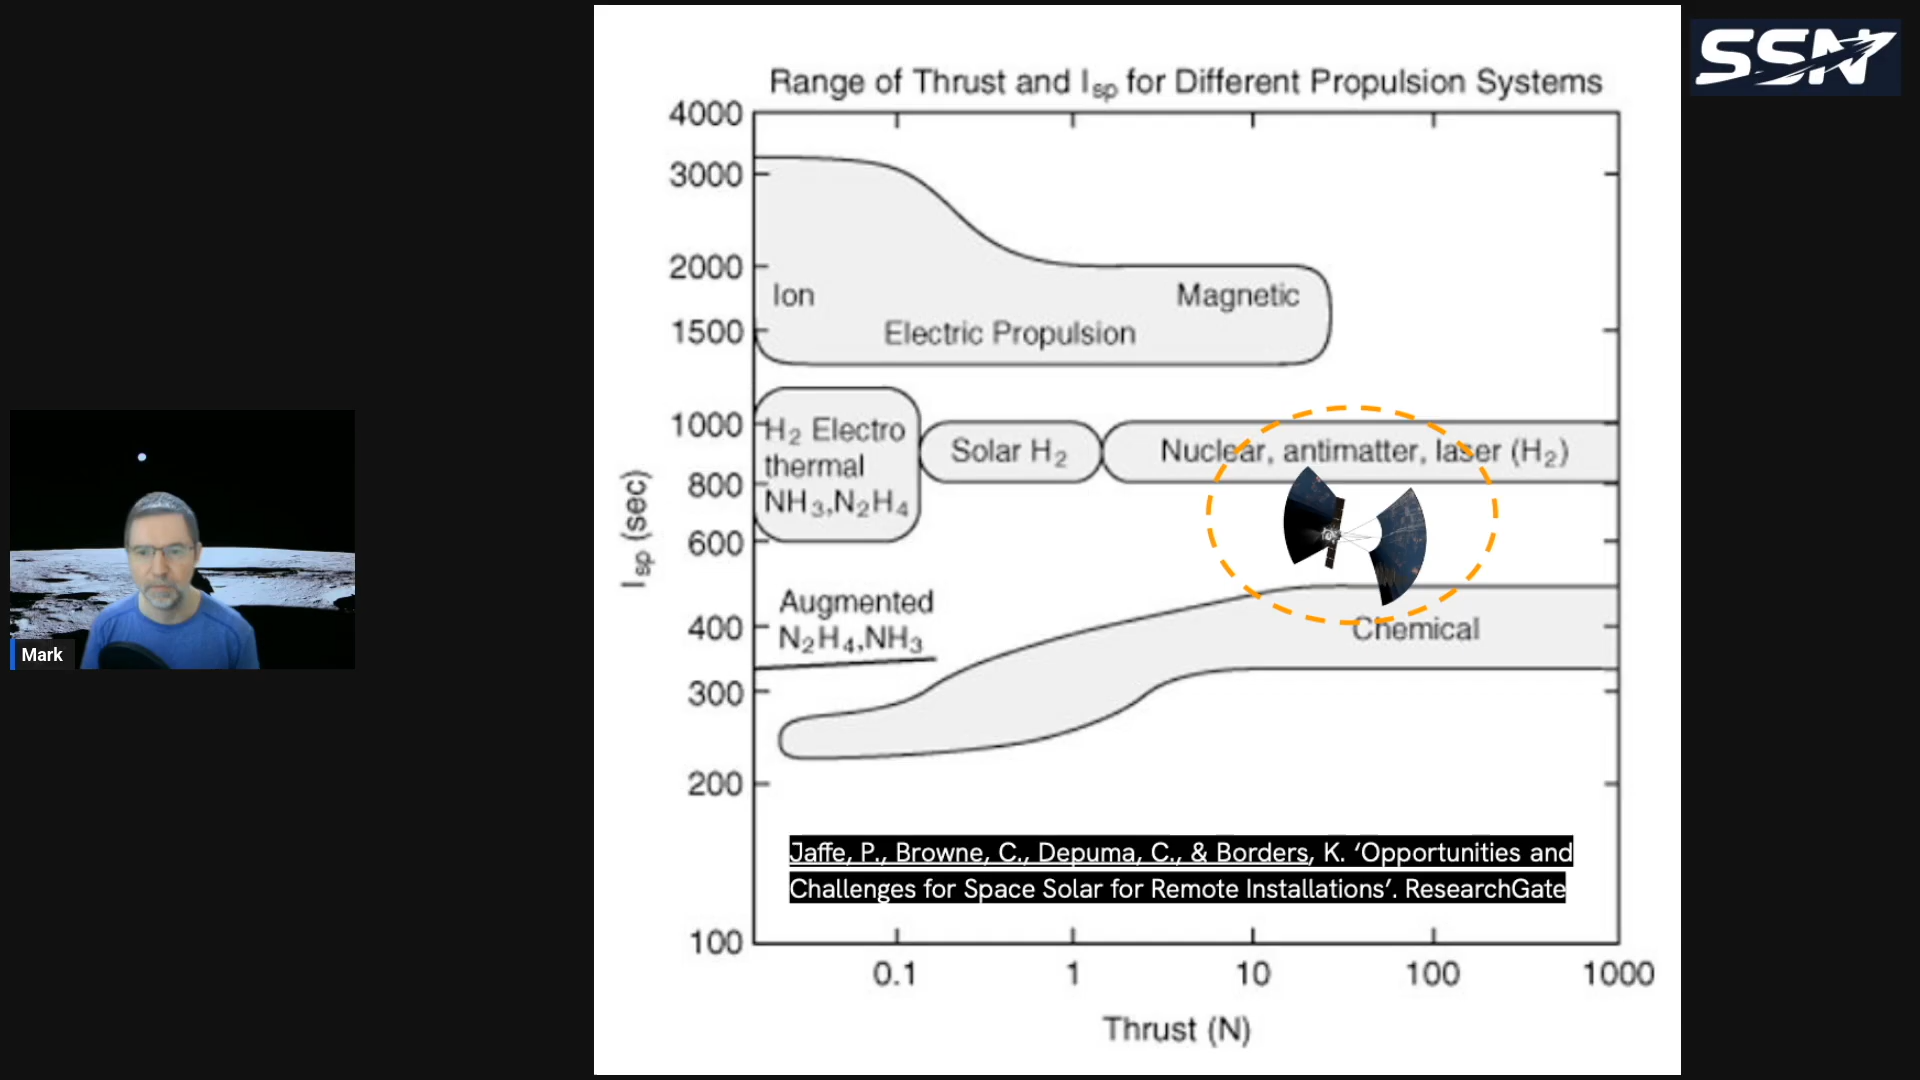 SSN
Range of Thrust and Isp for Different Propulsion Systems
4000
3000
2000
1500
1000
800
600
400
300
200
100
Isp (sec)
Ion
Magnetic
Electric Propulsion
H2 Electro
thermal
NH3,N2H4
Solar H2
Nuclear, antimatter, laser (H2)
Augmented
N2H4,NH3
Chemical
Jaffe, P., Browne, C., Depuma, C., & Borders, K. ‘Opportunities and
Challenges for Space Solar for Remote Installations’. ResearchGate
0.1 1 10 100 1000
Thrust (N)
Mark